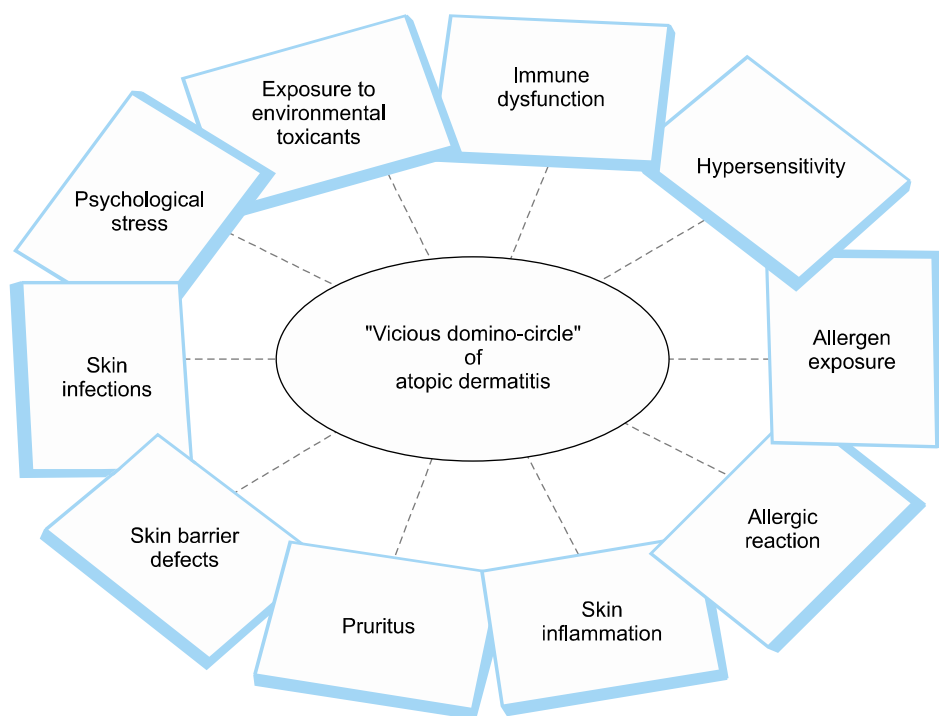 Exposure to
environmental
toxicants
Immune
dysfunction
Hypersensitivity
Psychological
stress
Allergen
exposure
Skin
infections
"Vicious domino-circle"
of
atopic dermatitis
Allergic
reaction
Skin barrier
defects
Pruritus
Skin
inflammation